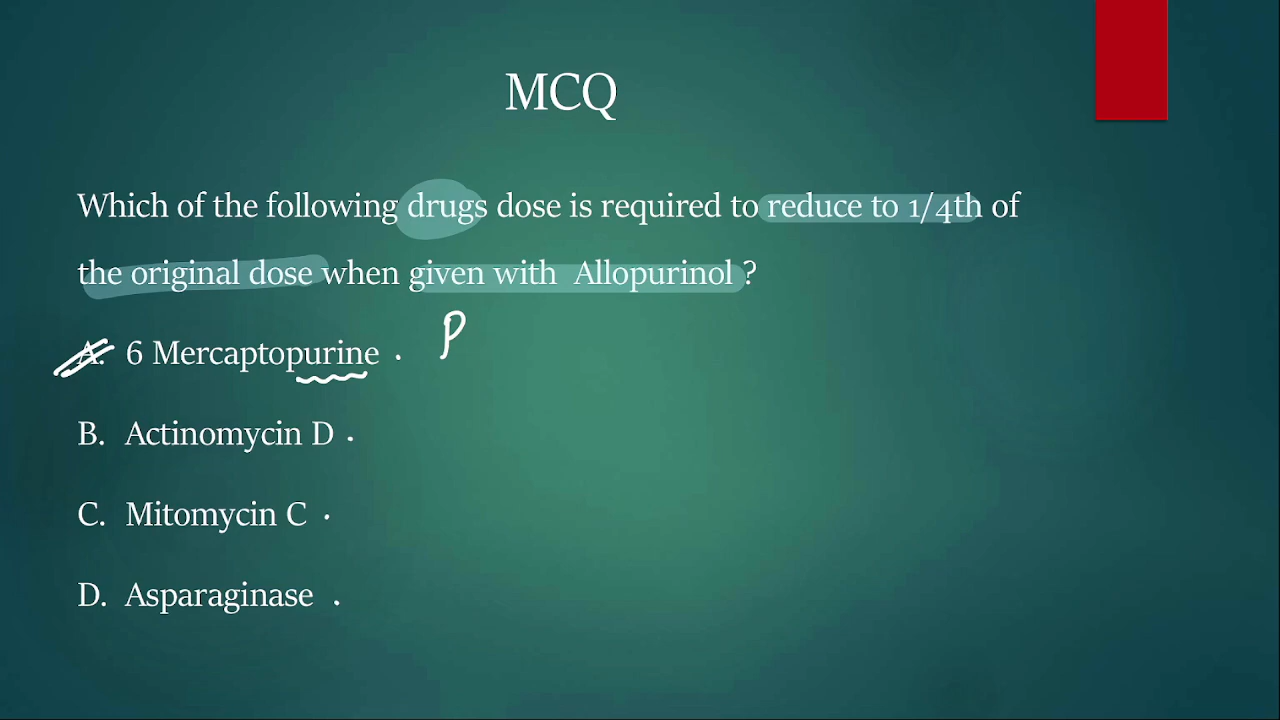 MCQ
Which of the following drugs dose is required to reduce to 1/4th of
the original dose when given with Allopurinol ?
A. 6 Mercaptopurine .
P
B. Actinomycin D .
C. Mitomycin C .
D. Asparaginase .